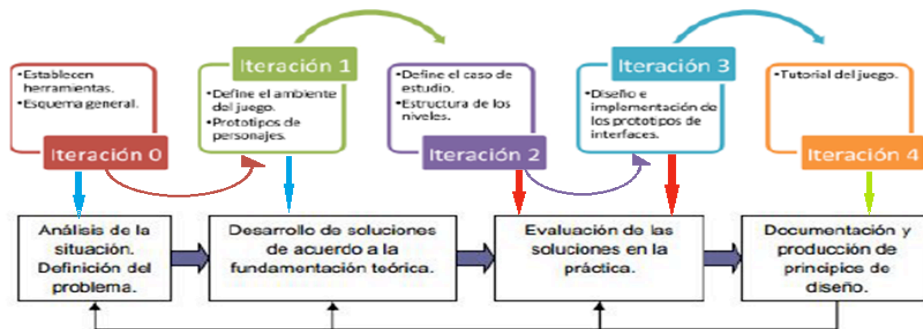 •Establecen
herramientas.
•Esquema general.
Iteración 0
Iteración 1
•Define el ambiente
del juego.
•Prototipos de
personajes.
•Define el caso de
estudio.
•Estructura de los
niveles.
Iteración 2
Iteración 3
•Diseño e
implementación de
los prototipos de
interfaces.
•Tutorial del juego.
Iteración 4
Análisis de la
situación.
Definición del
problema.
Desarrollo de soluciones
de acuerdo a la
fundamentación teórica.
Evaluación de las
soluciones en la
práctica.
Documentación y
producción de
principios de
diseño.